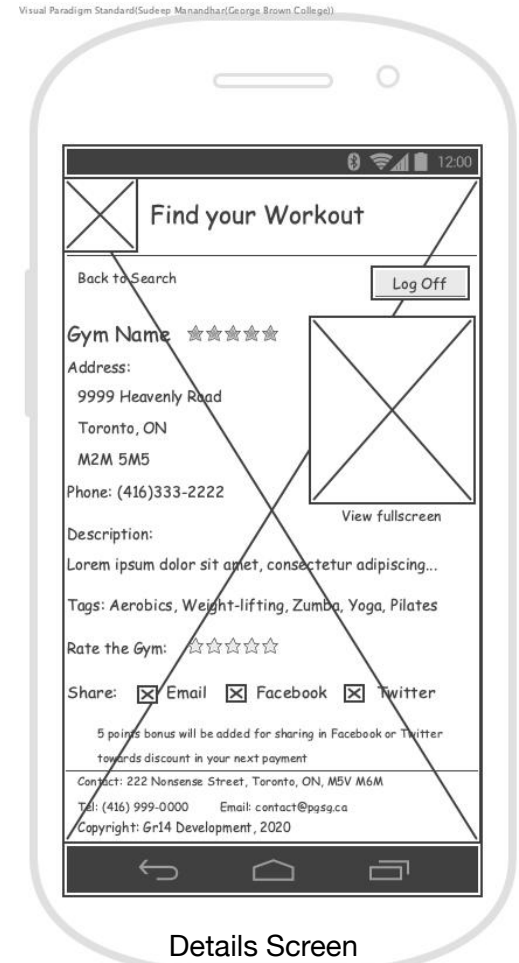 Visual Paradigm Standard(Sudeep Manandhar(George Brown College))
12:00
Find your Workout
Back to Search
Log Off
Gym Name
Address:
9999 Heavenly Road
Toronto, ON
M2M 5M5
Phone: (416)333-2222
View fullscreen
Description:
Lorem ipsum dolor sit amet, consectetur adipiscing...
Tags: Aerobics, Weight-lifting, Zumba, Yoga, Pilates
Rate the Gym:
Share: Email Facebook Twitter
5 points bonus will be added for sharing in Facebook or Twitter
towards discount in your next payment
Contact: 222 Nonsense Street, Toronto, ON, M5V M6M
Tel: (416) 999-0000 Email: contact@pgsg.ca
Copyright: Gr14 Development, 2020
Details Screen